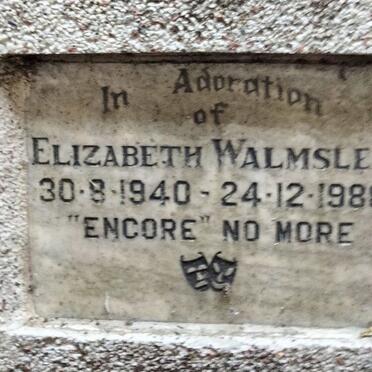 In Adoration
of
ELIZABETH WALMSLE
30·8·1940 - 24·12·198
"ENCORE" NO MORE